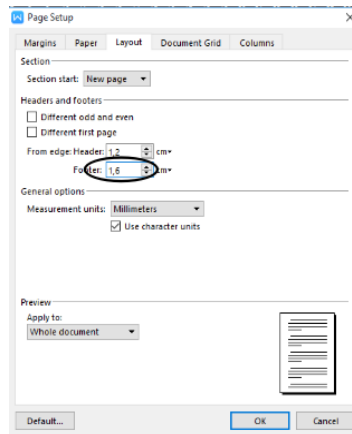 Page Setup
Margins Paper Layout Document Grid Columns
Section
Section start: New page
Headers and footers
Different odd and even
Different first page
From edge: Header: 1,2 cm
Footer: 1,6 cm
General options
Measurement units: Millimeters
Use character units
Preview
Apply to:
Whole document
Default... OK Cancel